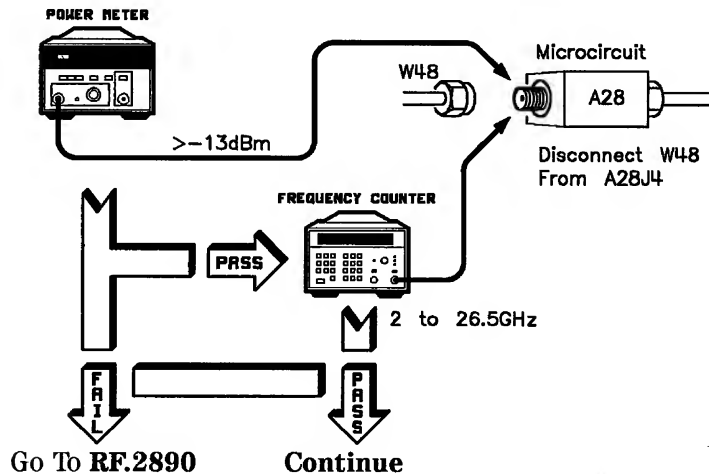 POWER METER
Microcircuit
W48
A28
>-13dBm
Disconnect W48
From A28J4
FREQUENCY COUNTER
PASS
2 to 26.5GHz
FAIL
PASS
Go To RF.2890
Continue